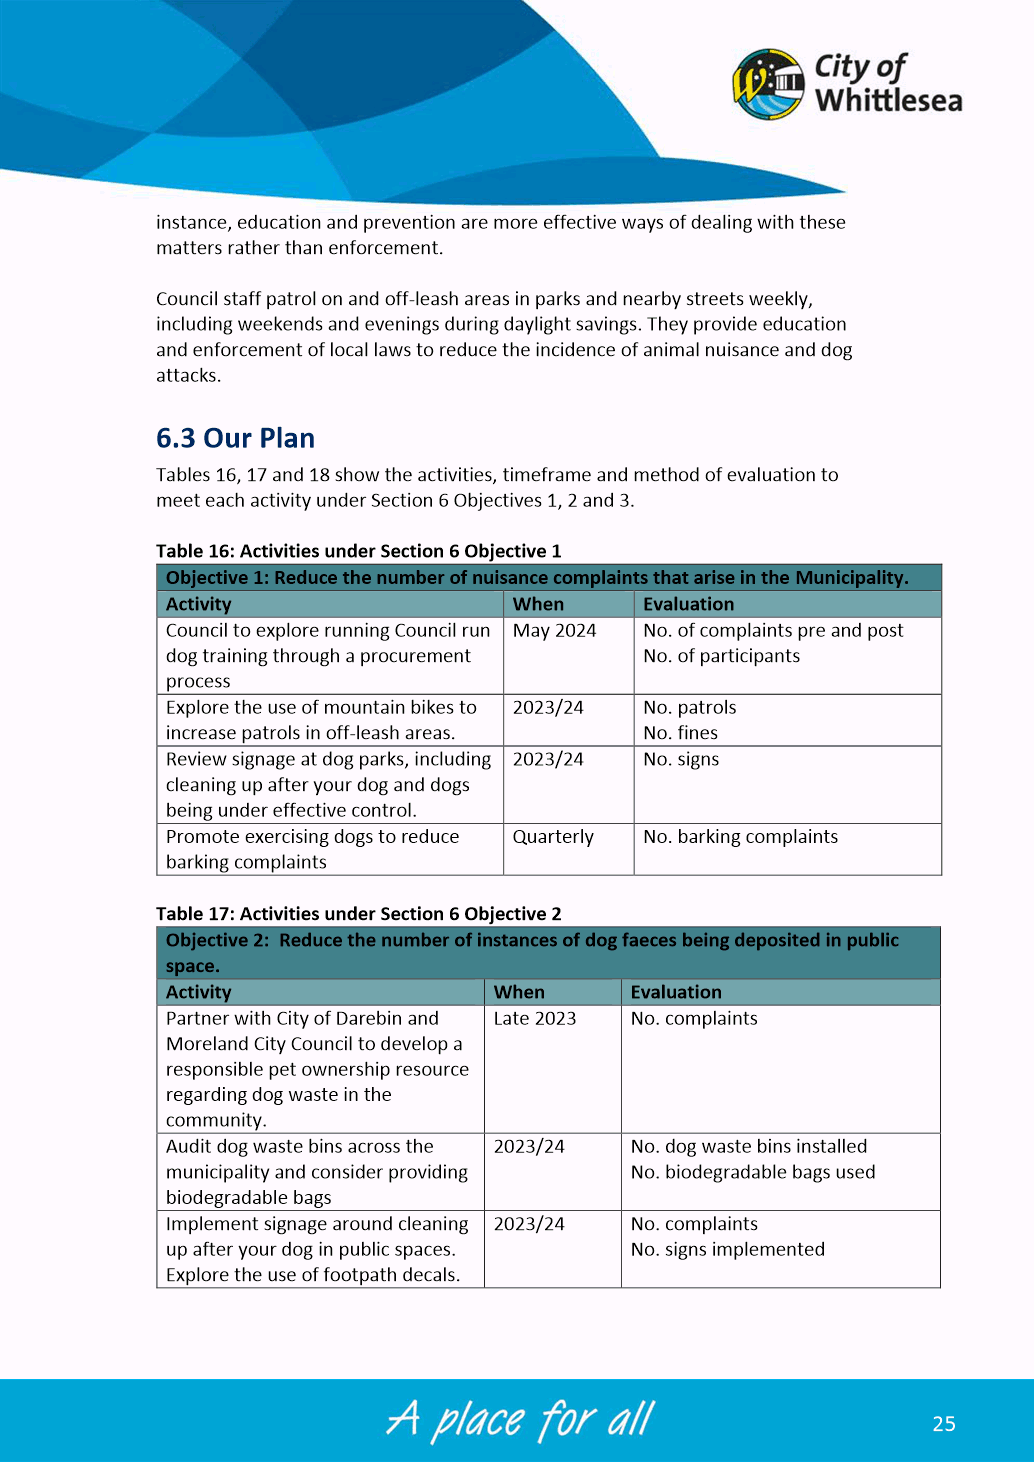 City of
Whittlesea
instance, education and prevention are more effective ways of dealing with these
matters rather than enforcement.
Council staff patrol on and off-leash areas in parks and nearby streets weekly,
including weekends and evenings during daylight savings. They provide education
and enforcement of local laws to reduce the incidence of animal nuisance and dog
attacks.
6.3 Our Plan
Tables 16, 17 and 18 show the activities, timeframe and method of evaluation to
meet each activity under Section 6 Objectives 1, 2 and 3.
Table 16: Activities under Section 6 Objective 1
Objective 1: Reduce the number of nuisance complaints that arise in the Municipality.
Activity When Evaluation
Council to explore running Council run May 2024 No. of complaints pre and post
dog training through a procurement No. of participants
process
Explore the use of mountain bikes to 2023/24 No. patrols
increase patrols in off-leash areas. No. fines
Review signage at dog parks, including 2023/24 No. signs
cleaning up after your dog and dogs
being under effective control.
Promote exercising dogs to reduce Quarterly No. barking complaints
barking complaints
Table 17: Activities under Section 6 Objective 2
Objective 2:  Reduce the number of instances of dog faeces being deposited in public
space.
Activity When Evaluation
Partner with City of Darebin and Late 2023 No. complaints
Moreland City Council to develop a
responsible pet ownership resource
regarding dog waste in the
community.
Audit dog waste bins across the 2023/24 No. dog waste bins installed
municipality and consider providing No. biodegradable bags used
biodegradable bags
Implement signage around cleaning 2023/24 No. complaints
up after your dog in public spaces. No. signs implemented
Explore the use of footpath decals.
A place for all
25